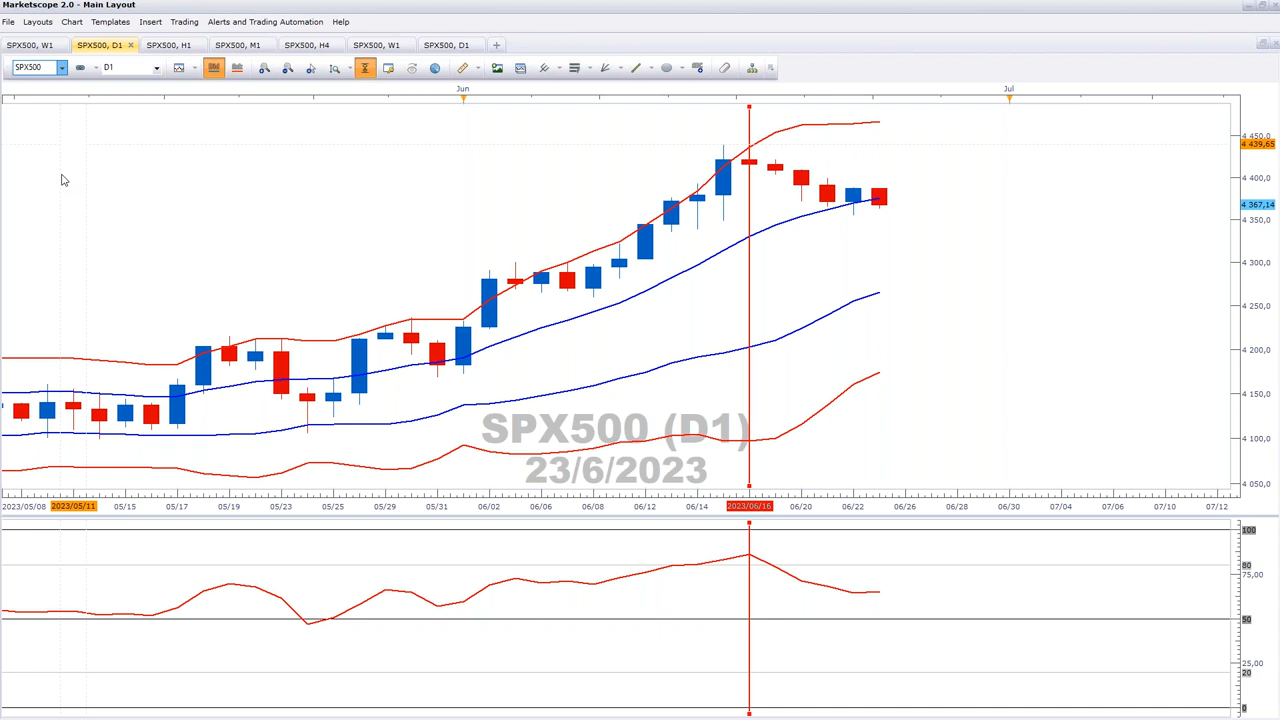 Marketscope 2.0 - Main Layout
File Layouts Chart Templates Insert Trading Alerts and Trading Automation Help
SPX500, W1 SPX500, D1 SPX500, H1 SPX500, M1 SPX500, H4 SPX500, W1 SPX500, D1
SPX500 D1
Jun Jul
4 450,0
4 439,65
4 400,0
4 367,14
4 350,0
4 300,0
4 250,0
4 200,0
4 150,0
4 100,0
4 050,0
SPX500 (D1)
23/6/2023
2023/05/08 2023/05/11 05/15 05/17 05/19 05/23 05/25 05/29 05/31 06/02 06/06 06/08 06/12 06/14 2023/06/16 06/20 06/22 06/26 06/28 07/04 07/06 07/10 07/12
100
80
75,00
50
25,00
20
0